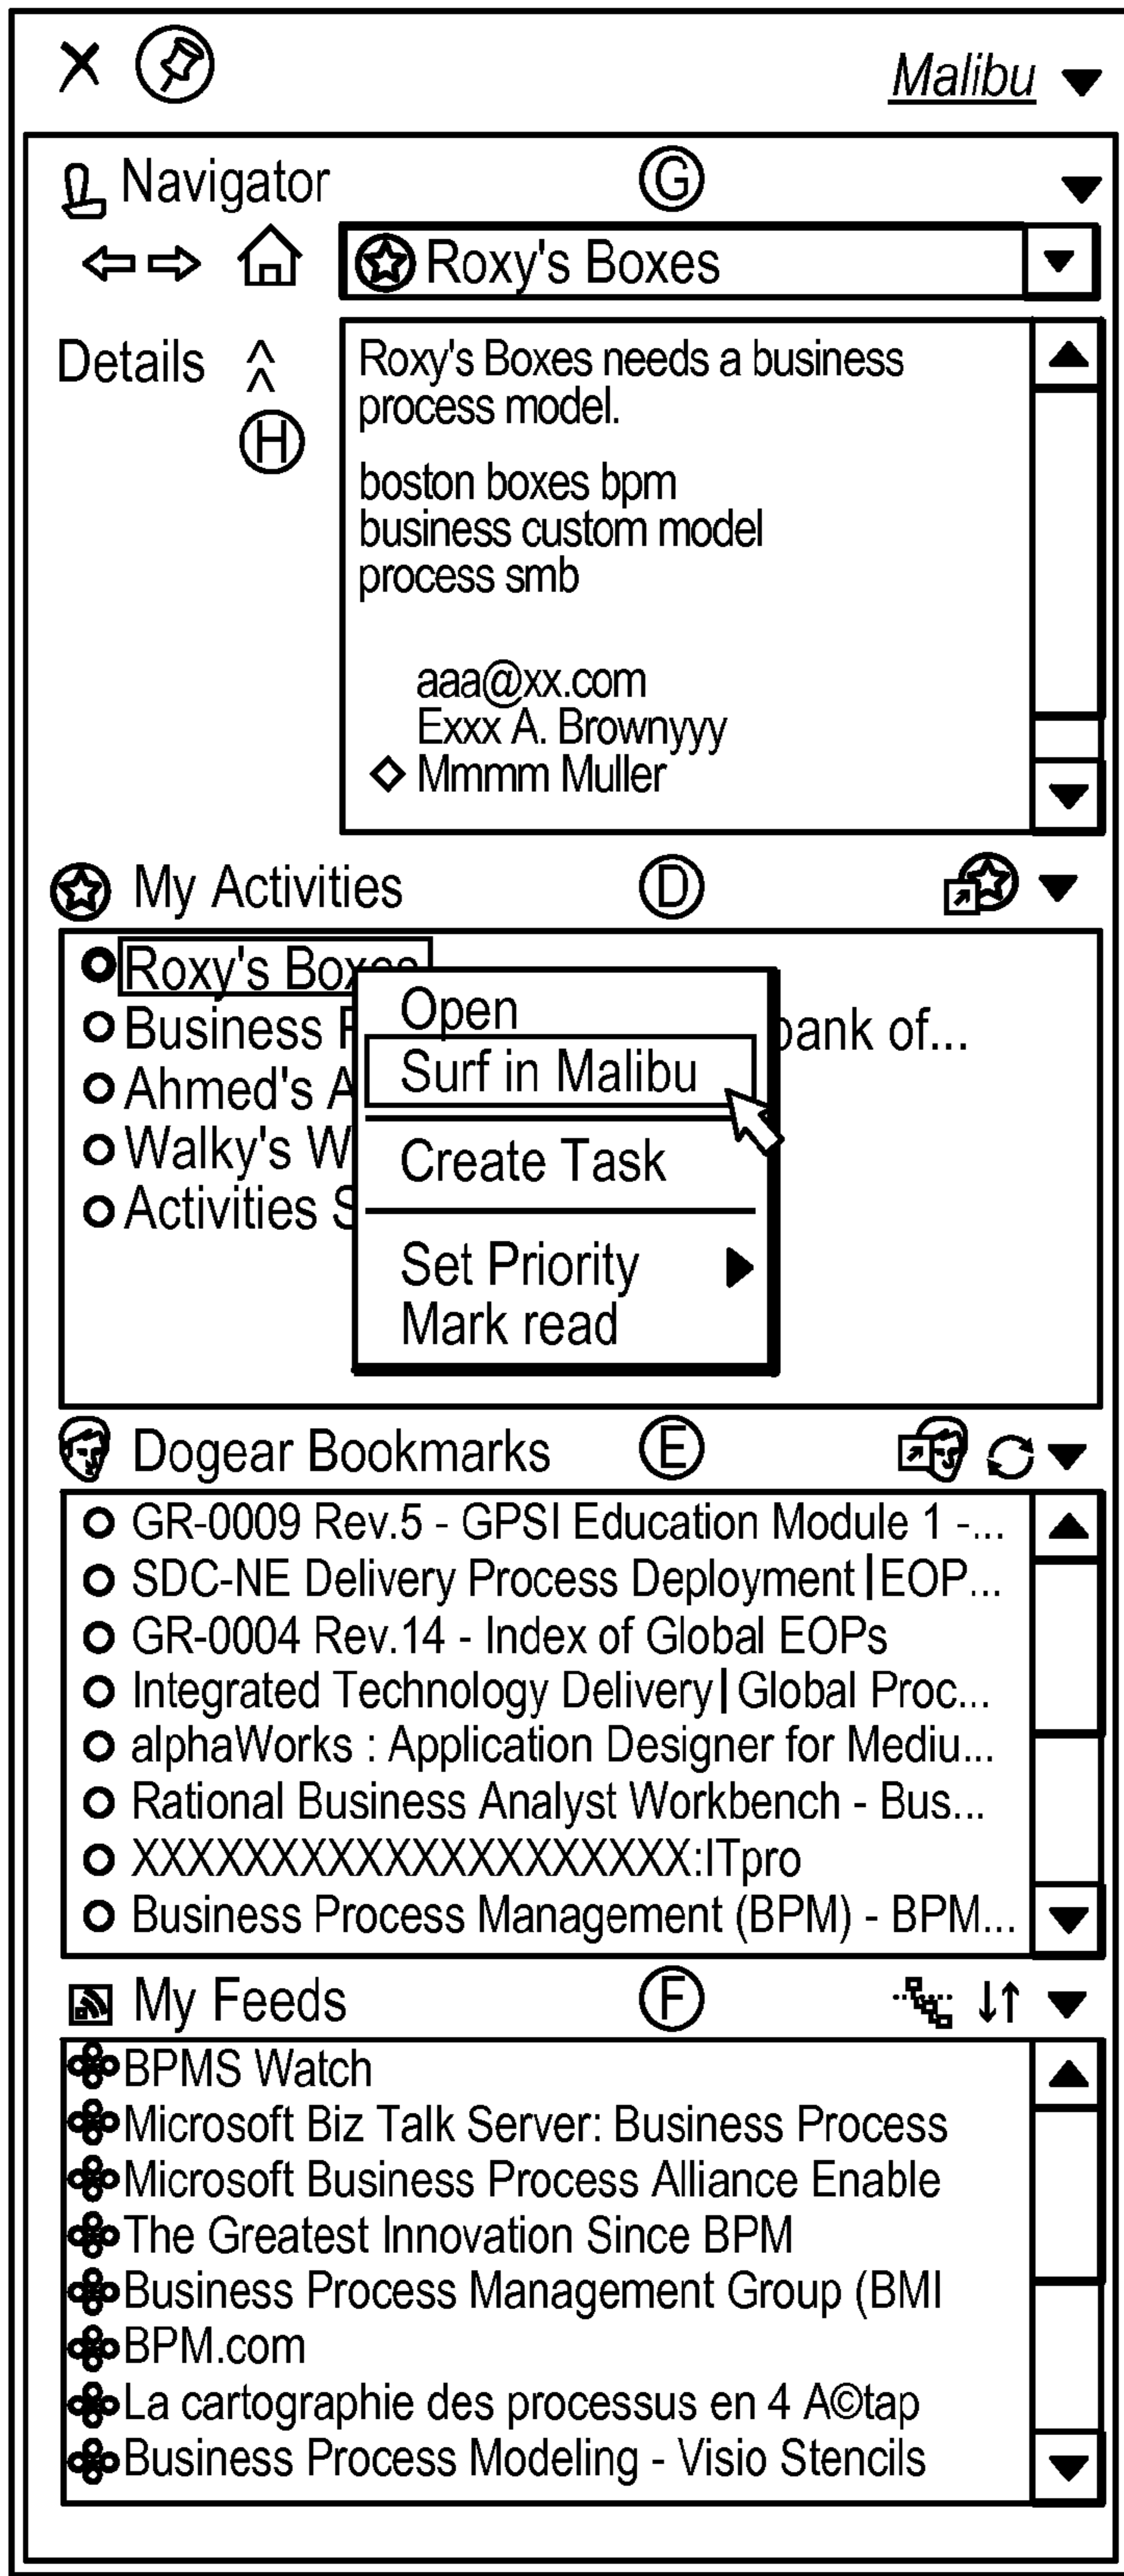 Malibu
Navigator G
Roxy's Boxes
Details
H
Roxy's Boxes needs a business
process model.
boston boxes bpm
business custom model
process smb
aaa@xx.com
Exxx A. Brownyyy
Mmmm Muller
My Activities D
Roxy's Boxes
Business bank of...
Ahmed's A
Walky's W
Activities S
Open
Surf in Malibu
Create Task
Set Priority
Mark read
Dogear Bookmarks E
GR-0009 Rev.5 - GPSI Education Module 1 -...
SDC-NE Delivery Process Deployment|EOP...
GR-0004 Rev.14 - Index of Global EOPs
Integrated Technology Delivery|Global Proc...
alphaWorks : Application Designer for Mediu...
Rational Business Analyst Workbench - Bus...
XXXXXXXXXXXXXXXXXXXX:ITpro
Business Process Management (BPM) - BPM...
My Feeds F
BPMS Watch
Microsoft Biz Talk Server: Business Process
Microsoft Business Process Alliance Enable
The Greatest Innovation Since BPM
Business Process Management Group (BMI
BPM.com
La cartographie des processus en 4 A©tap
Business Process Modeling - Visio Stencils